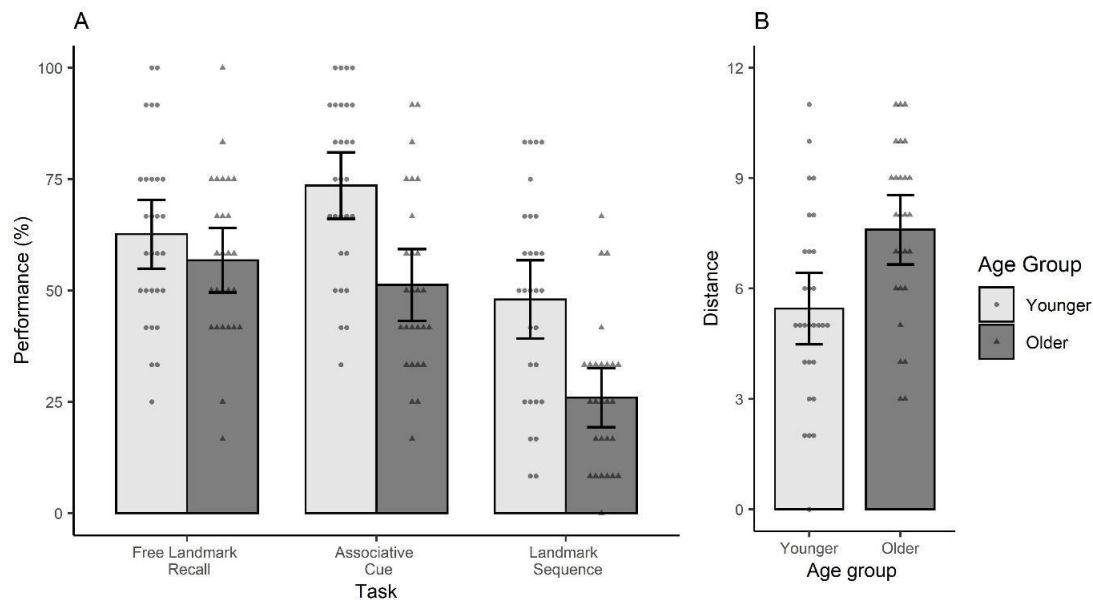 A
Performance (%)
100
75
50
25
0
Free Landmark
Recall
Associative
Cue
Landmark
Sequence
Task
B
Distance
12
9
6
3
0
Younger
Older
Age group
Age Group
Younger
Older